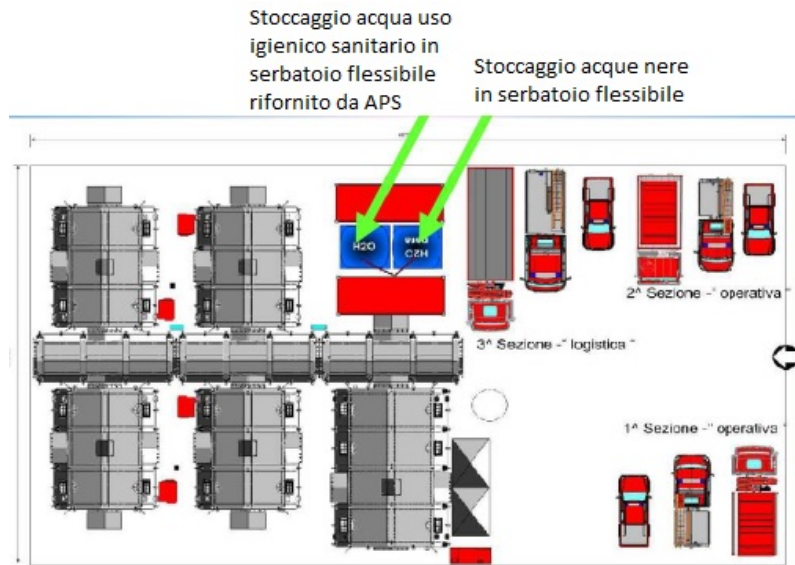 Stoccaggio acqua uso
igienico sanitario in
serbatoio flessibile
rifornito da APS
Stoccaggio acque nere
in serbatoio flessibile
H2O
2^ Sezione -" operativa "
3^ Sezione -" logistica "
1^ Sezione -" operativa "